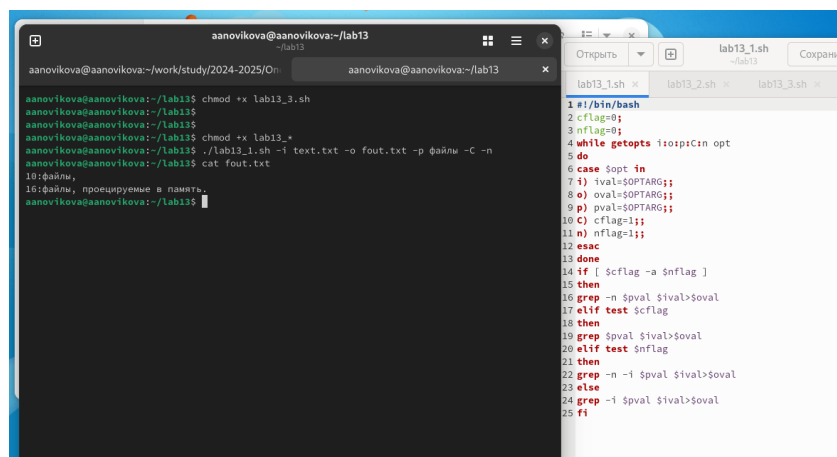 aanovikova@aanovikova:~/lab13
~/lab13
aanovikova@aanovikova:~/work/study/2024-2025/
aanovikova@aanovikova:~/lab13
aanovikova@aanovikova:~/lab13$ chmod +x lab13_3.sh
aanovikova@aanovikova:~/lab13$
aanovikova@aanovikova:~/lab13$
aanovikova@aanovikova:~/lab13$ chmod +x lab13_*
aanovikova@aanovikova:~/lab13$ ./lab13_1.sh -i text.txt -o fout.txt -p файлы -C -n
aanovikova@aanovikova:~/lab13$ cat fout.txt
10:файлы,
16:файлы, проецируемые в память.
aanovikova@aanovikova:~/lab13$
Открыть
lab13_1.sh
~/lab13
Сохрани
lab13_1.sh
lab13_2.sh
lab13_3.sh
1 #!/bin/bash
2 cflag=0;
3 nflag=0;
4 while getopts i:o:p:C:n opt
5 do
6 case $opt in
7 i) ival=$OPTARG;;
8 o) oval=$OPTARG;;
9 p) pval=$OPTARG;;
10 C) cflag=1;;
11 n) nflag=1;;
12 esac
13 done
14 if [ $cflag -a $nflag ]
15 then
16 grep -n $pval $ival>$oval
17 elif test $cflag
18 then
19 grep $pval $ival>$oval
20 elif test $nflag
21 then
22 grep -n -i $pval $ival>$oval
23 else
24 grep -i $pval $ival>$oval
25 fi